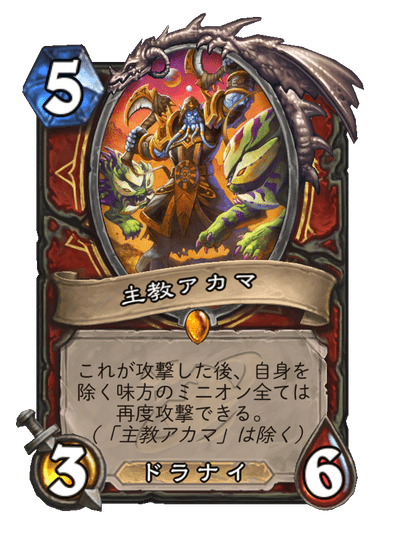 5
主教アカマ
これが攻撃した後、自身を
除く味方のミニオン全ては
再度攻撃できる。
（「主教アカマ」は除く）
3
ドラナイ
6